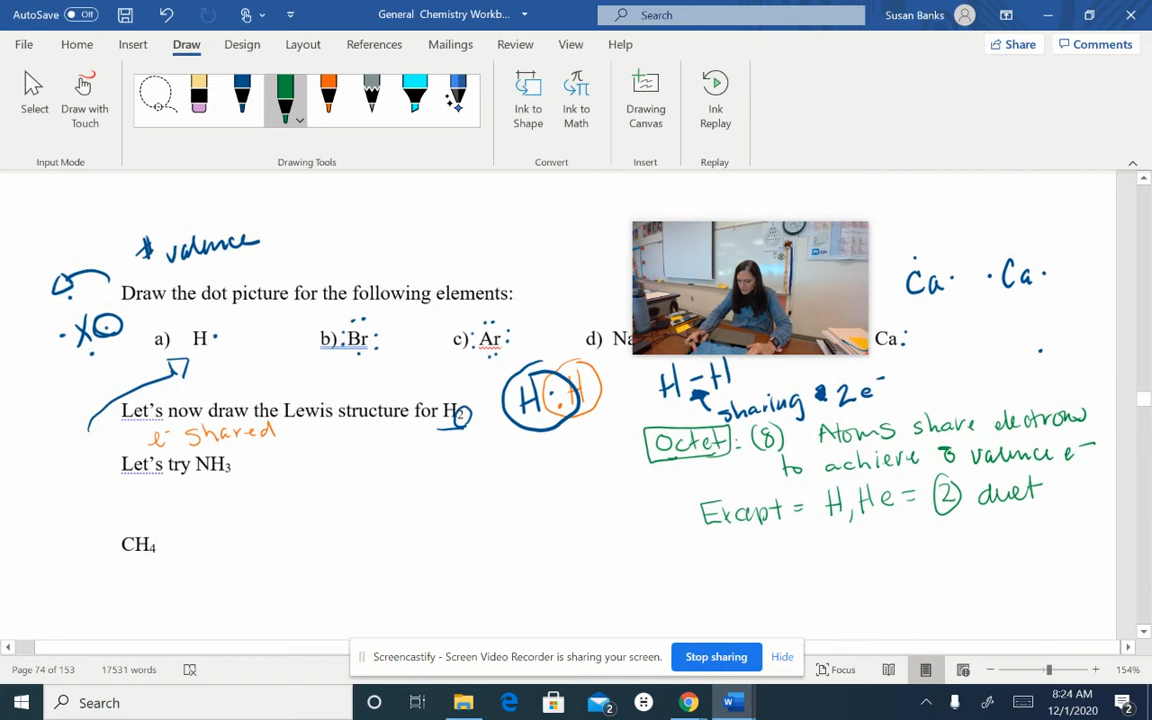 AutoSave Off General Chemistry Workb... Search Susan Banks
File Home Insert Draw Design Layout References Mailings Review View Help Share Comments
Select Draw with Touch Ink to Shape Ink to Math Drawing Canvas Ink Replay
Input Mode Drawing Tools Convert Insert Replay
# valence
Draw the dot picture for the following elements:
Ca Ca
X a) H b) Br c) Ar d) Na Ca
H - H
sharing 2 e⁻
Let's now draw the Lewis structure for H₂ H : H
e⁻ shared
Octet: (8) Atoms share electrons
to achieve 8 valence e⁻
Let's try NH₃
Except = H, He = 2 duet
CH₄
Screencastify - Screen Video Recorder is sharing your screen. Stop sharing Hide
Page 74 of 153 17531 words Focus 154%
Search 2 8:24 AM
12/1/2020 2